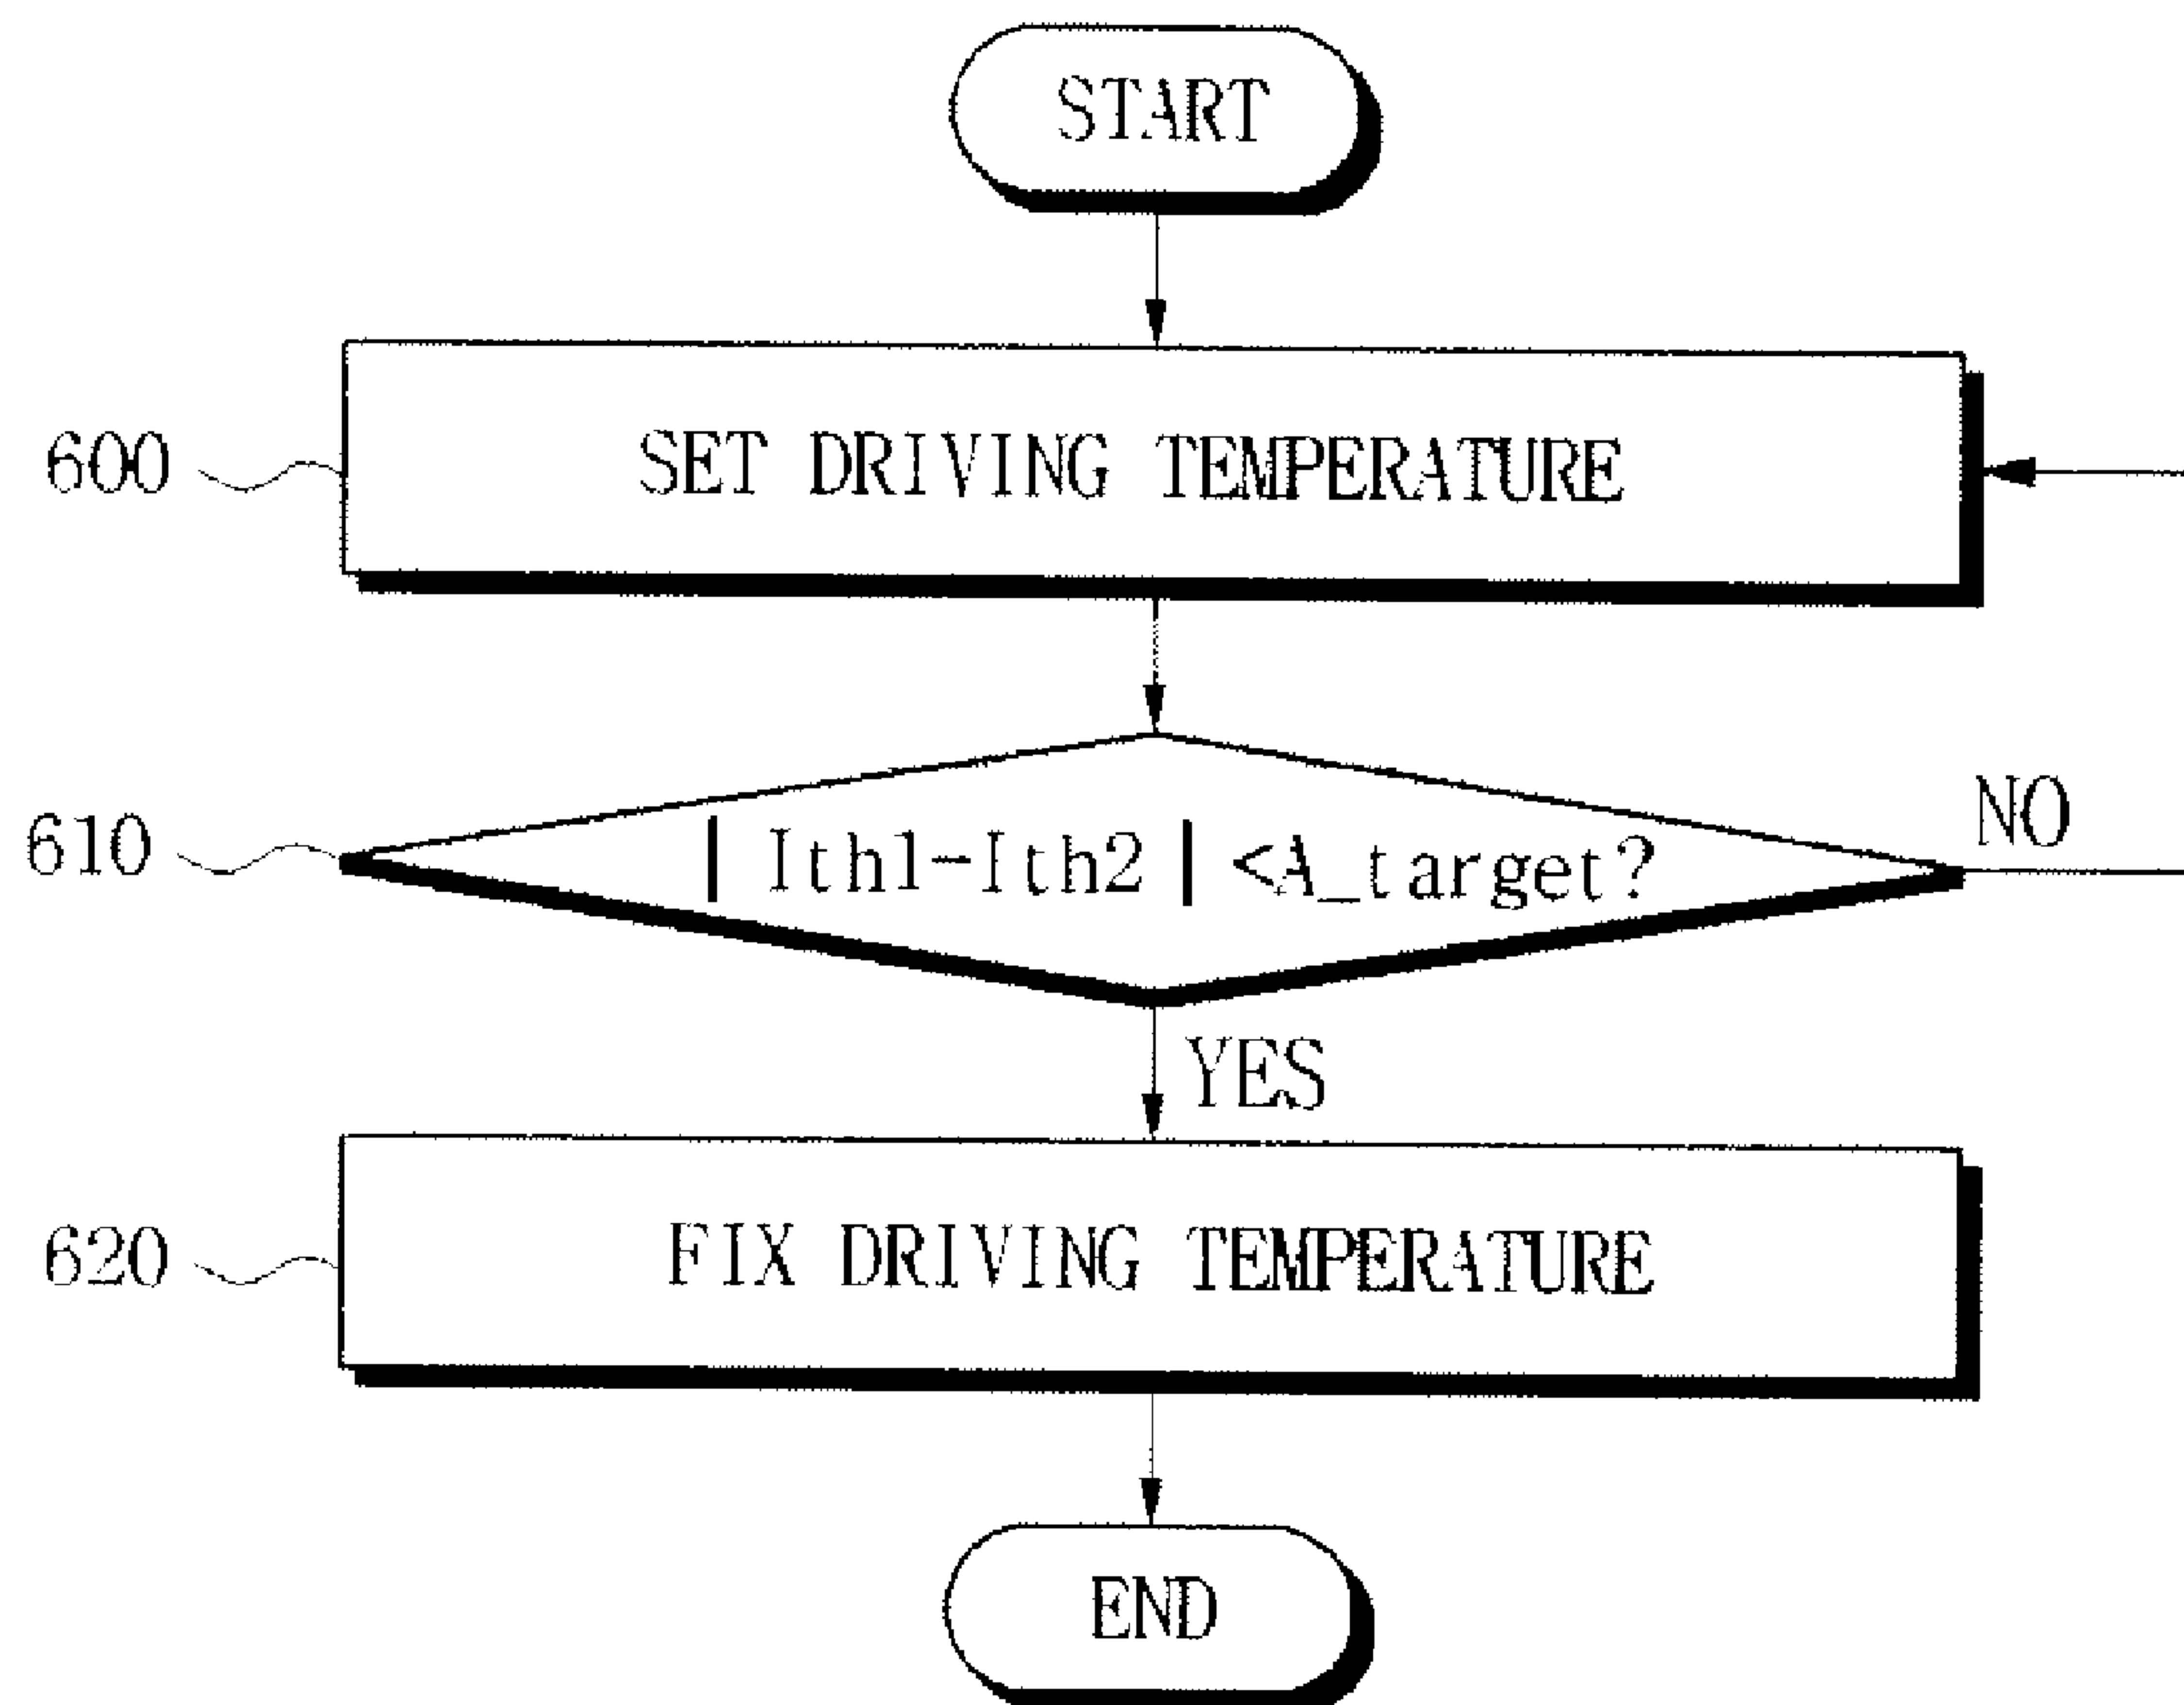 START
600 SET DRIVING TEMPERATURE
610 | Ith1-Ith2 | <A_target? NO
YES
620 FIX DRIVING TEMPERATURE
END